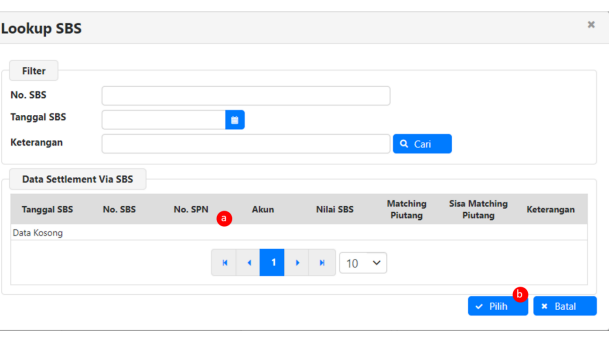 Lookup SBS
×
Filter
No. SBS
Tanggal SBS
Keterangan
Cari
Data Settlement Via SBS
Tanggal SBS No. SBS No. SPN Akun Nilai SBS Matching Piutang Sisa Matching Piutang Keterangan
a
Data Kosong
1 10
b
Pilih Batal